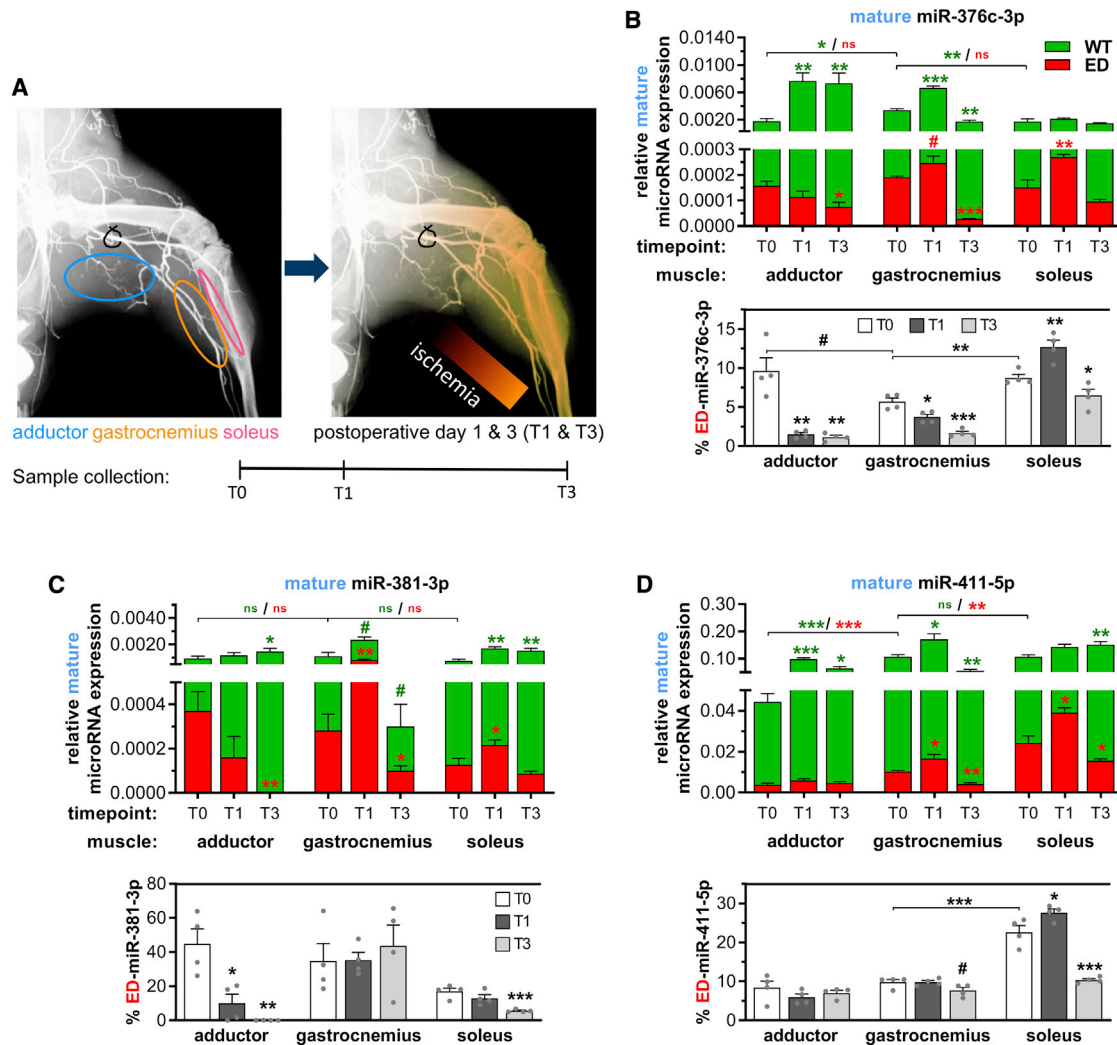 A
ischemia
adductor gastrocnemius soleus
postoperative day 1 & 3 (T1 & T3)
Sample collection:
T0 T1 T3
B
mature miR-376c-3p
WT
ED
* / ns
** / ns
** ** *** **
# **
* ***
relative mature
microRNA expression
0.0140
0.0100
0.0060
0.0020
0.0003
0.0002
0.0001
0.0000
timepoint: T0 T1 T3 T0 T1 T3 T0 T1 T3
muscle: adductor gastrocnemius soleus
% ED-miR-376c-3p
15
10
5
0
T0 T1 T3
# **
** ** * *** ** *
adductor gastrocnemius soleus
C
mature miR-381-3p
ns / ns
ns / ns
* # ** **
** # * * **
relative mature
microRNA expression
0.0040
0.0020
0.0004
0.0002
0.0000
timepoint: T0 T1 T3 T0 T1 T3 T0 T1 T3
muscle: adductor gastrocnemius soleus
% ED-miR-381-3p
80
60
40
20
0
T0
T1
T3
* ** ***
adductor gastrocnemius soleus
D
mature miR-411-5p
***/ ***
ns / **
*** * * ** **
* ** * *
relative mature
microRNA expression
0.30
0.20
0.10
0.04
0.02
0.00
timepoint: T0 T1 T3 T0 T1 T3 T0 T1 T3
muscle: adductor gastrocnemius soleus
% ED-miR-411-5p
30
20
10
0
T0
T1
T3
***
# * ***
adductor gastrocnemius soleus